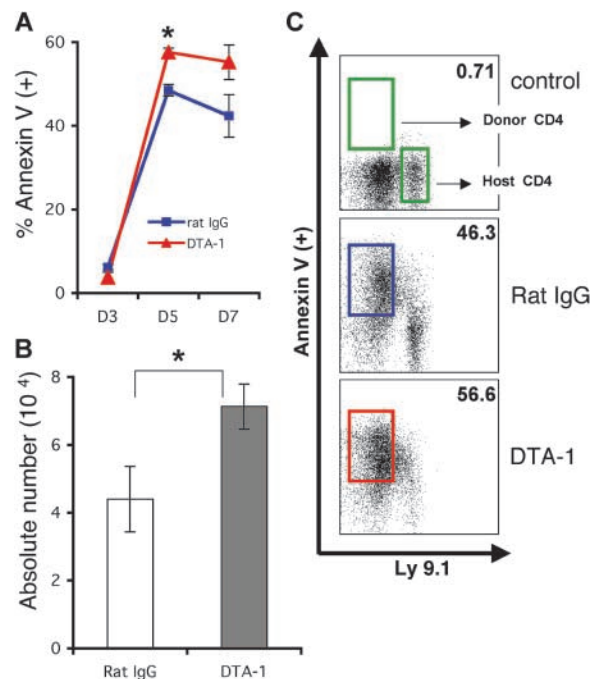 A
*
60
40
20
0
% Annexin V (+)
rat IgG
DTA-1
D3 D5 D7
B
*
8
6
4
2
0
Absolute number (10 4)
Rat IgG DTA-1
C
0.71
control
Donor CD4
Host CD4
46.3
Rat IgG
56.6
DTA-1
Annexin V (+)
Ly 9.1